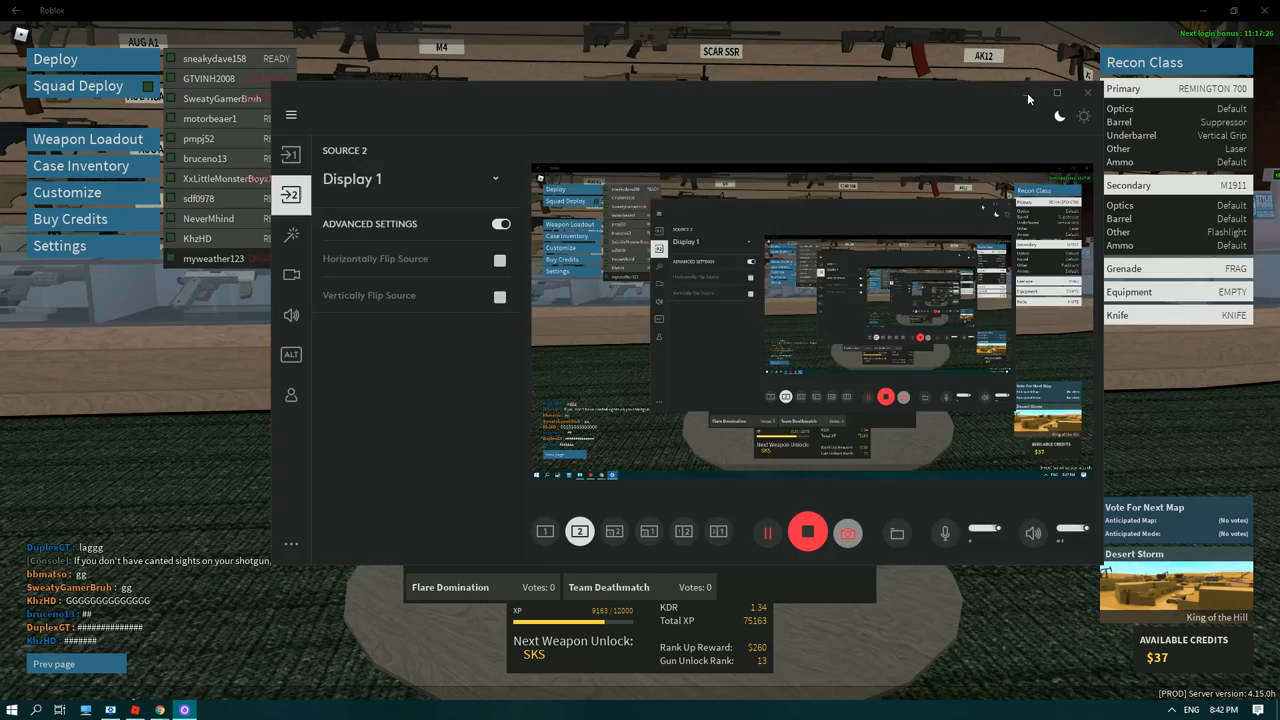 Roblox
Next login bonus : 11:17:26
AUG A1
M4
SCAR SSR
AK12
Deploy
Squad Deploy
Weapon Loadout
Case Inventory
Customize
Buy Credits
Settings
sneakydave158 READY
GTVINH2008
SweatyGamerBruh
motorbeaer1
pmpj52
bruceno13
sdf0978
NeverMhind
myweather123
SOURCE 2
Display 1
ADVANCED SETTINGS
Horizontally Flip Source
Vertically Flip Source
ALT
Recon Class
Primary REMINGTON 700
Optics Default
Barrel Suppressor
Underbarrel Vertical Grip
Other Laser
Ammo Default
Secondary M1911
Optics Default
Barrel Default
Other Flashlight
Ammo Default
Grenade FRAG
Equipment EMPTY
Knife KNIFE
Vote For Next Map
Anticipated Map: (No votes)
Anticipated Mode: (No votes)
Desert Storm
King of the Hill
AVAILABLE CREDITS
$37
DuplexGT : laggg
[Console] : If you don't have canted sights on your shotgun,
bbmatso : gg
SweatyGamerBruh : gg
KhzHD : GGGGGGGGGGGGGG
bruceno13 : ##
DuplexGT : #############
KhzHD : #######
Prev page
Flare Domination Votes: 0 Team Deathmatch Votes: 0
XP 9163 / 12000
Next Weapon Unlock:
SKS
KDR 1.34
Total XP 75163
Rank Up Reward: $260
Gun Unlock Rank: 13
[PROD] Server version: 4.15.0h
ENG 8:42 PM